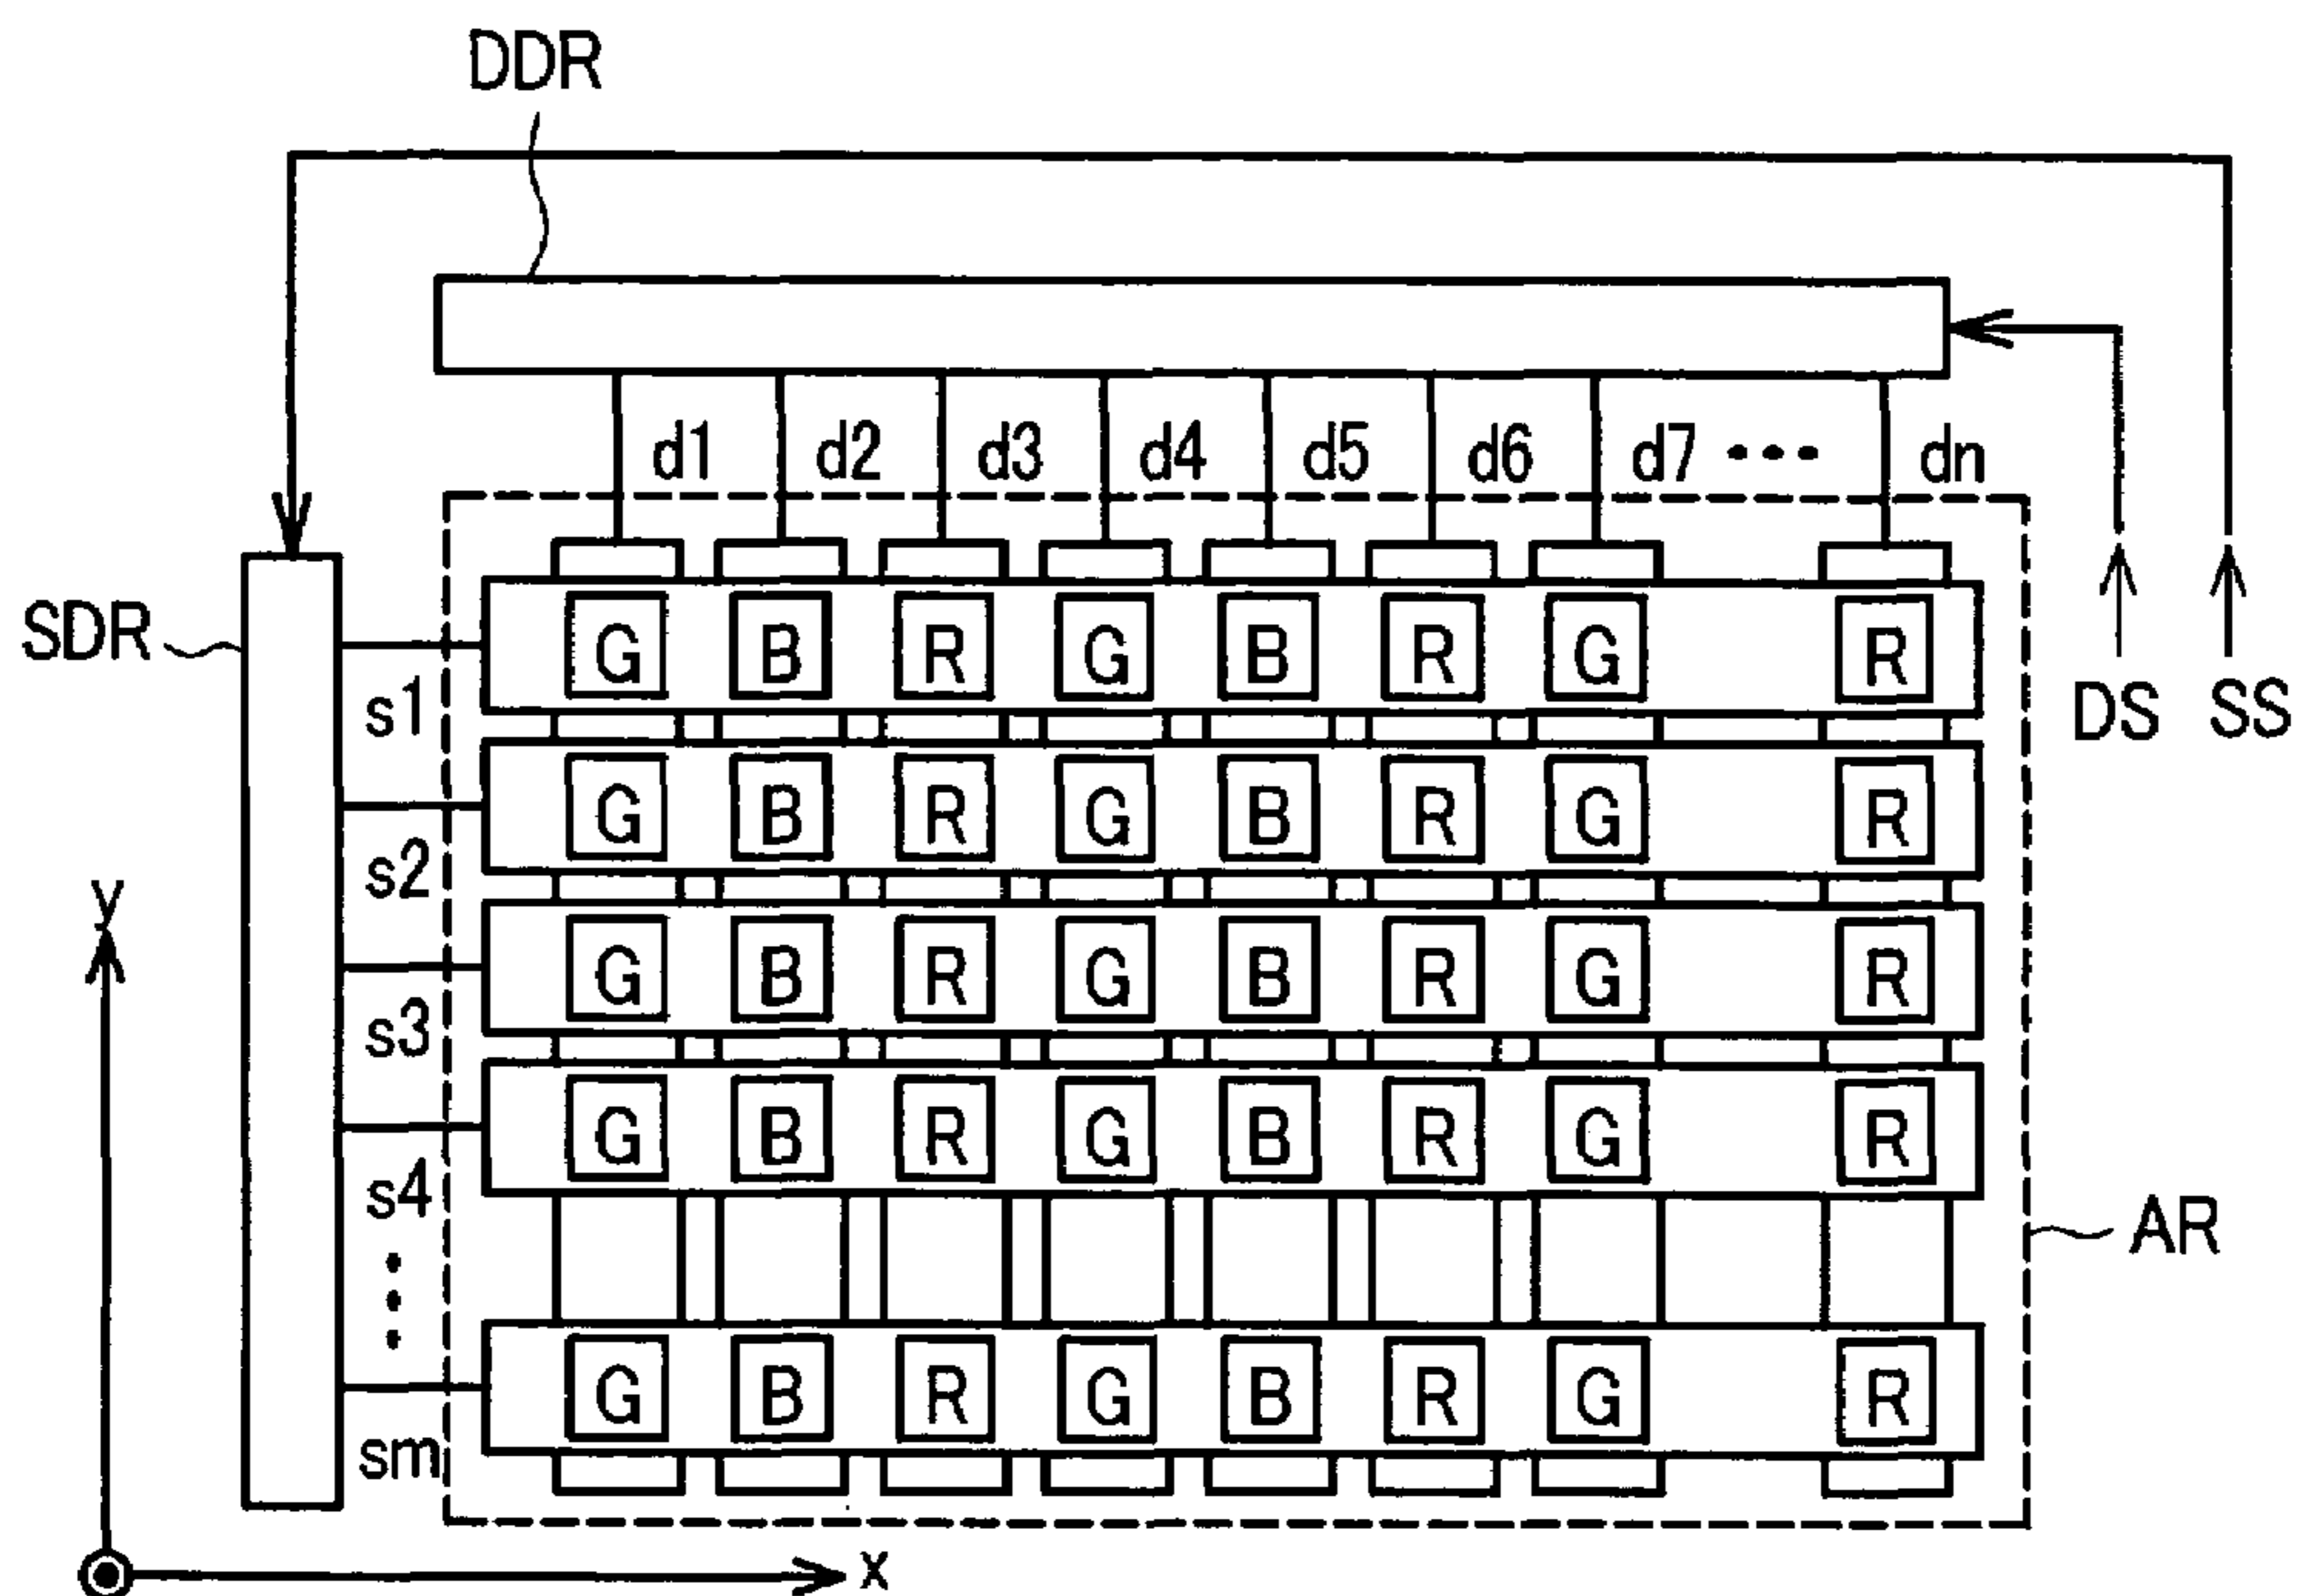 DDR
d1 d2 d3 d4 d5 d6 d7 ••• dn
SDR
G B R G B R G R
s1
DS SS
G B R G B R G R
s2
y
G B R G B R G R
s3
G B R G B R G R
s4
AR
G B R G B R G R
sm
x